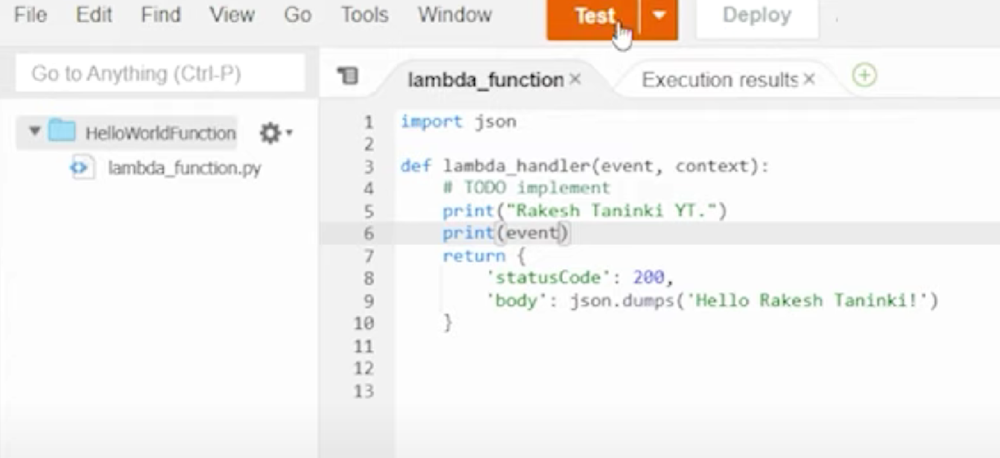 File Edit Find View Go Tools Window Test Deploy
Go to Anything (Ctrl-P)
lambda_function × Execution results ×
HelloWorldFunction
lambda_function.py
1 import json
2
3 def lambda_handler(event, context):
4     # TODO implement
5     print("Rakesh Taninki YT.")
6     print(event)
7     return {
8         'statusCode': 200,
9         'body': json.dumps('Hello Rakesh Taninki!')
10     }
11
12
13